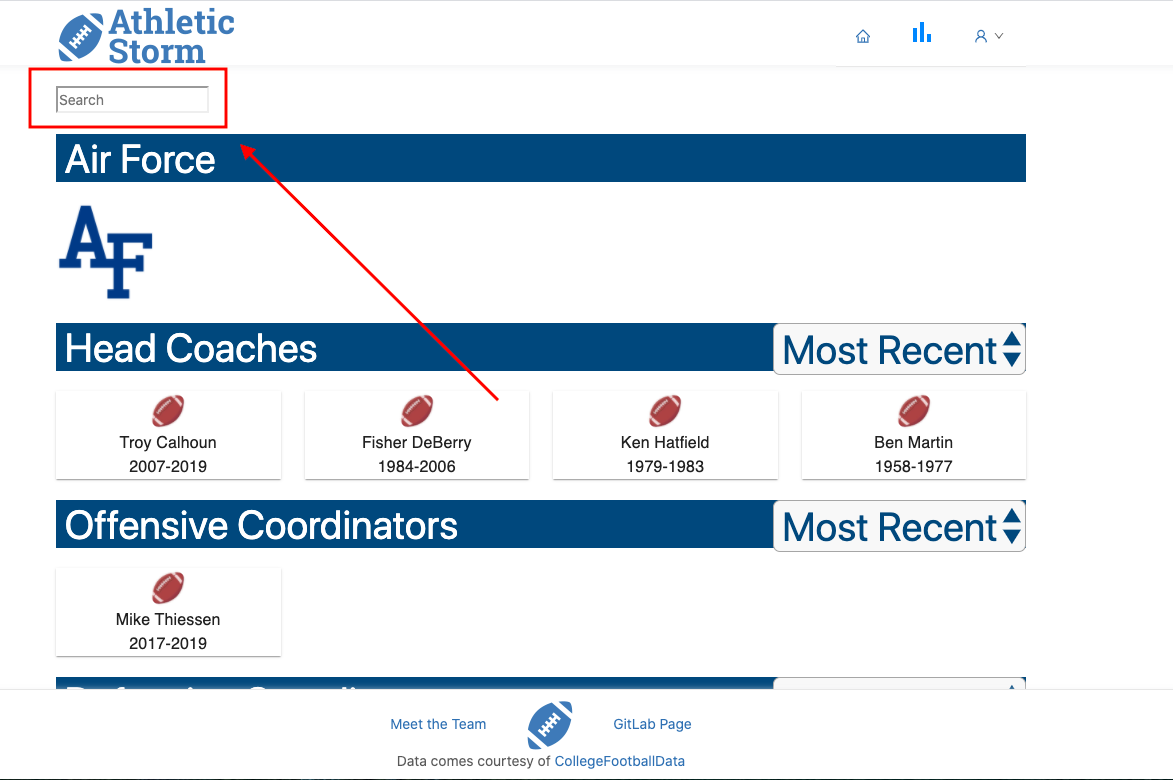 Athletic
Storm
Search
Air Force
AF
Head Coaches
Most Recent
Troy Calhoun
2007-2019
Fisher DeBerry
1984-2006
Ken Hatfield
1979-1983
Ben Martin
1958-1977
Offensive Coordinators
Most Recent
Mike Thiessen
2017-2019
Meet the Team
GitLab Page
Data comes courtesy of CollegeFootballData